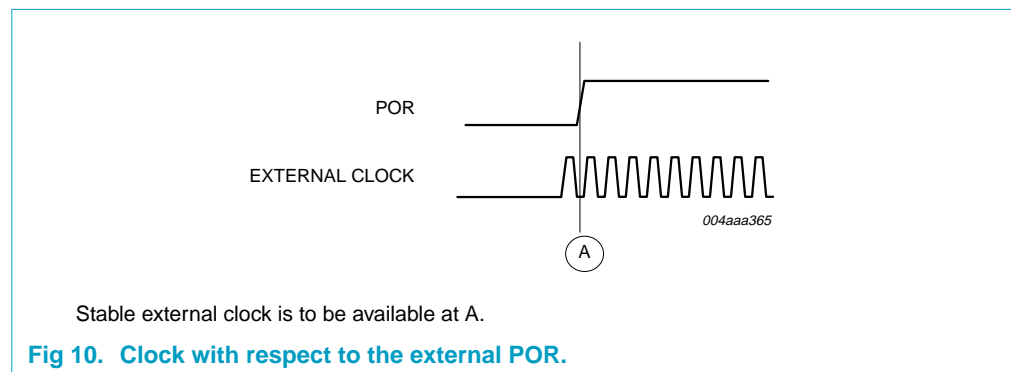 POR
EXTERNAL CLOCK
004aaa365
A
Stable external clock is to be available at A.
Fig 10. Clock with respect to the external POR.